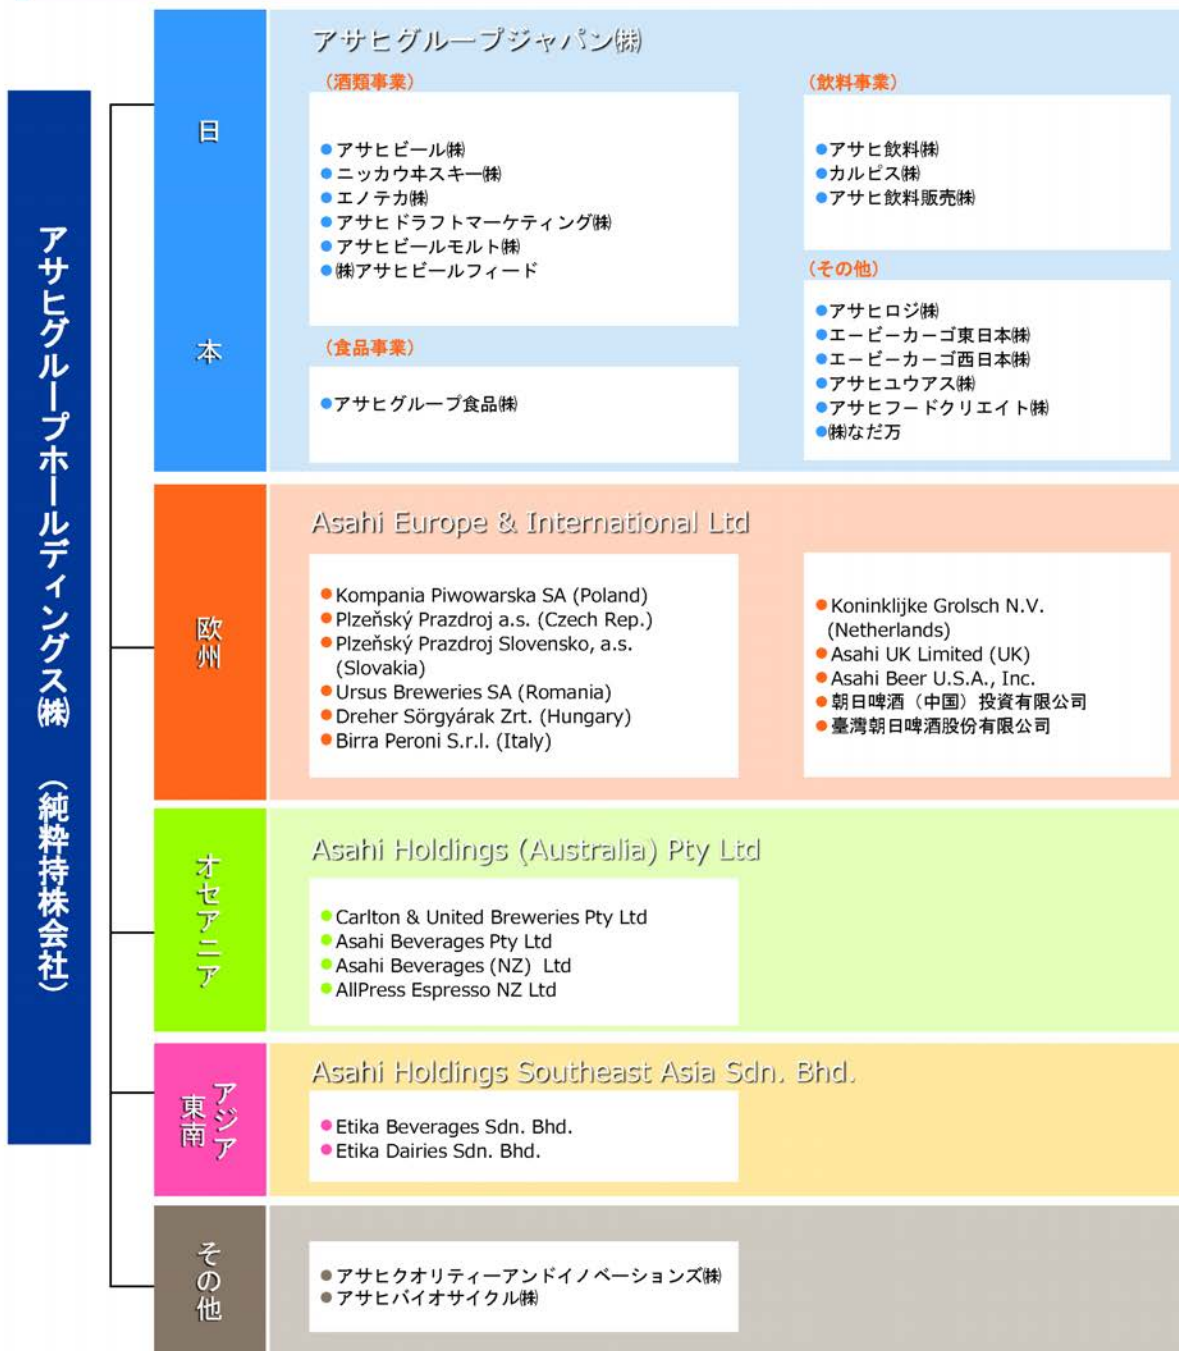 アサヒグループホールディングス㈱ （純粋持株会社）
日本
アサヒグループジャパン㈱
（酒類事業）
●アサヒビール㈱
●ニッカウヰスキー㈱
●エノテカ㈱
●アサヒドラフトマーケティング㈱
●アサヒビールモルト㈱
●㈱アサヒビールフィード
（食品事業）
●アサヒグループ食品㈱
（飲料事業）
●アサヒ飲料㈱
●カルピス㈱
●アサヒ飲料販売㈱
（その他）
●アサヒロジ㈱
●エービーカーゴ東日本㈱
●エービーカーゴ西日本㈱
●アサヒユウアス㈱
●アサヒフードクリエイト㈱
●㈱なだ万
欧州
Asahi Europe & International Ltd
●Kompania Piwowarska SA (Poland)
●Plzeňský Prazdroj a.s. (Czech Rep.)
●Plzeňský Prazdroj Slovensko, a.s.
(Slovakia)
●Ursus Breweries SA (Romania)
●Dreher Sörgyárak Zrt. (Hungary)
●Birra Peroni S.r.l. (Italy)
●Koninklijke Grolsch N.V.
(Netherlands)
●Asahi UK Limited (UK)
●Asahi Beer U.S.A., Inc.
●朝日啤酒（中国）投資有限公司
●臺灣朝日啤酒股份有限公司
オセアニア
Asahi Holdings (Australia) Pty Ltd
●Carlton & United Breweries Pty Ltd
●Asahi Beverages Pty Ltd
●Asahi Beverages (NZ) Ltd
●AllPress Espresso NZ Ltd
東南
アジア
Asahi Holdings Southeast Asia Sdn. Bhd.
●Etika Beverages Sdn. Bhd.
●Etika Dairies Sdn. Bhd.
その他
●アサヒクオリティーアンドイノベーションズ㈱
●アサヒバイオサイクル㈱